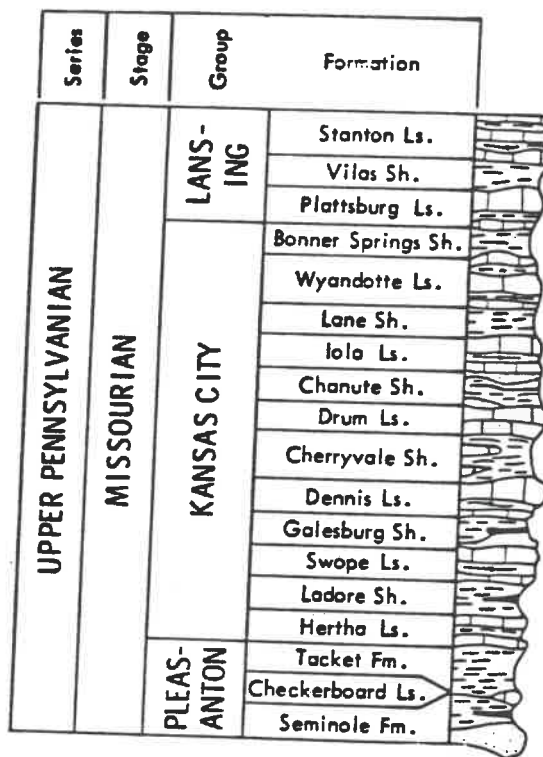 Series
Stage
Group
Formation
UPPER PENNSYLVANIAN
MISSOURIAN
LANS-
ING
Stanton Ls.
Vilas Sh.
Plattsburg Ls.
KANSAS CITY
Bonner Springs Sh.
Wyandotte Ls.
Lane Sh.
Iola Ls.
Chanute Sh.
Drum Ls.
Cherryvale Sh.
Dennis Ls.
Galesburg Sh.
Swope Ls.
Ladore Sh.
Hertha Ls.
PLEAS-
ANTON
Tacket Fm.
Checkerboard Ls.
Seminole Fm.